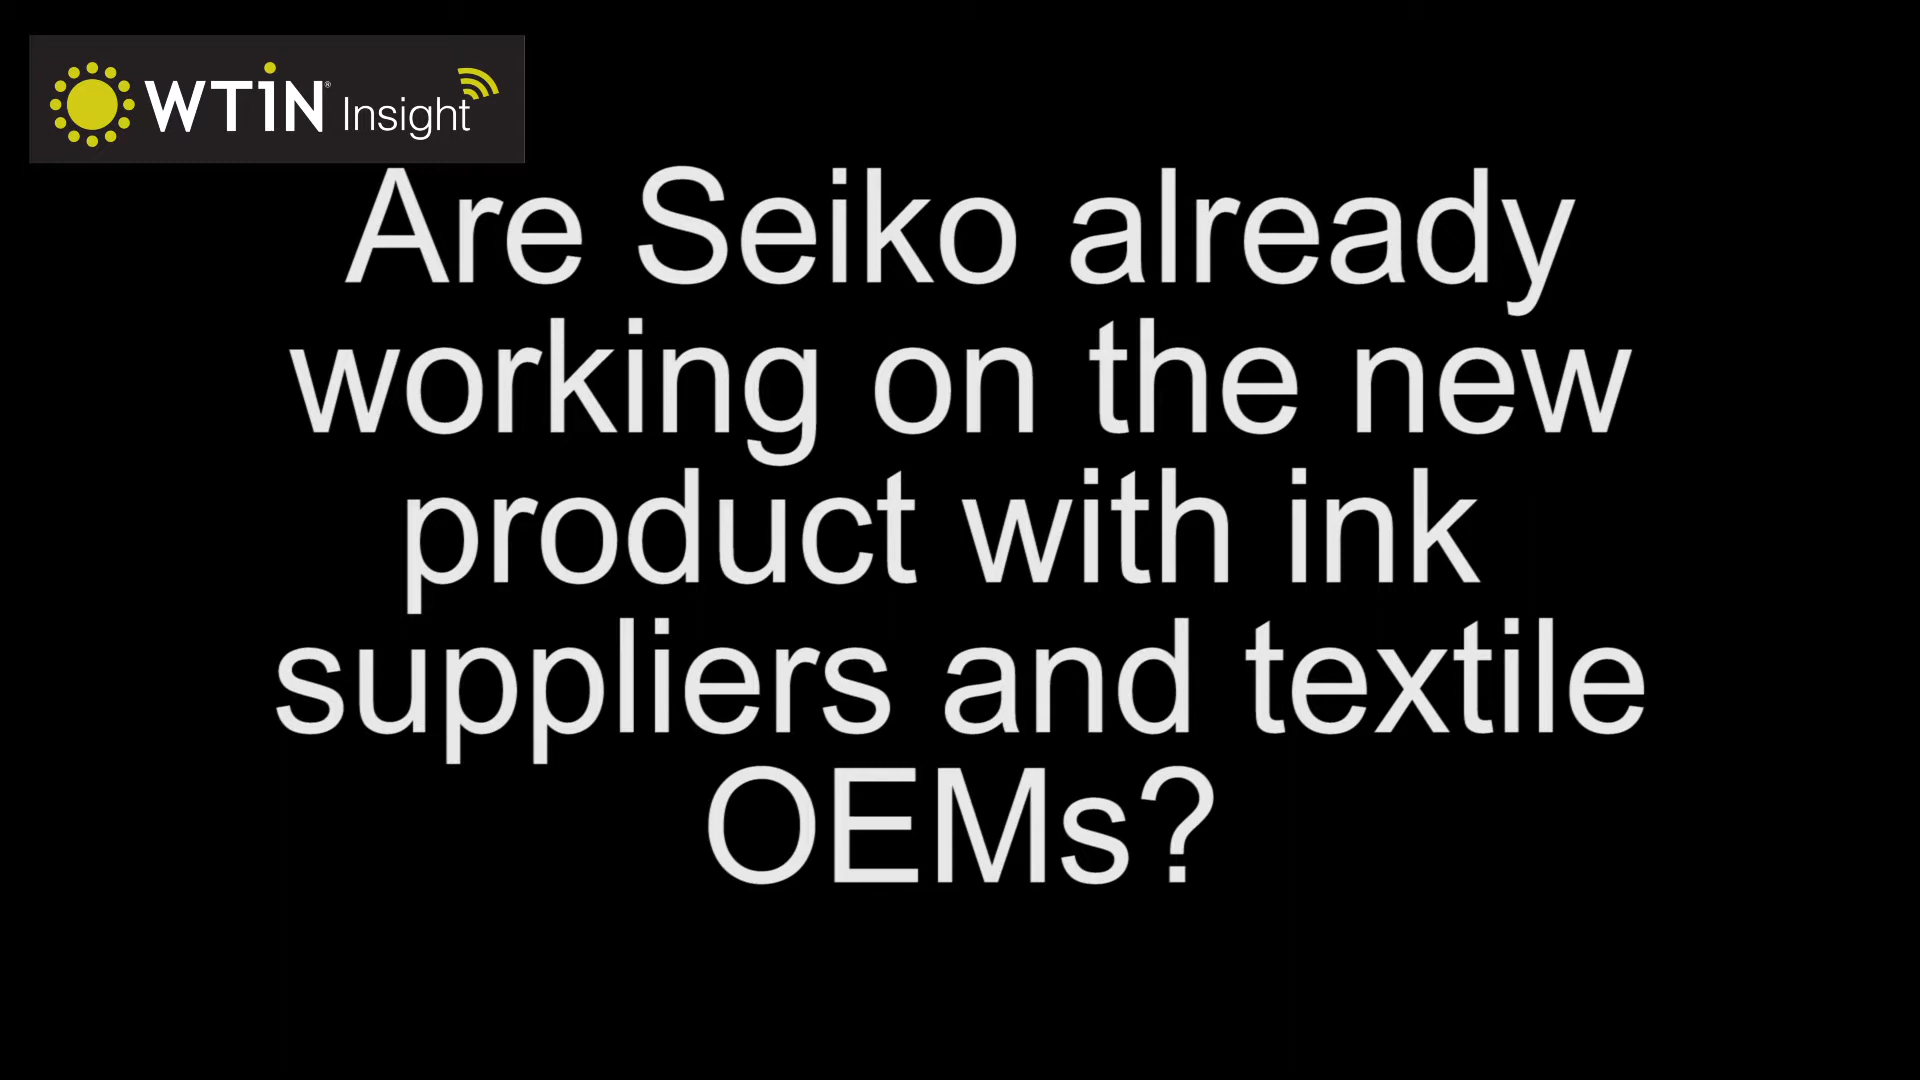 WTiN® Insight
Are Seiko already
working on the new
product with ink
suppliers and textile
OEMs?